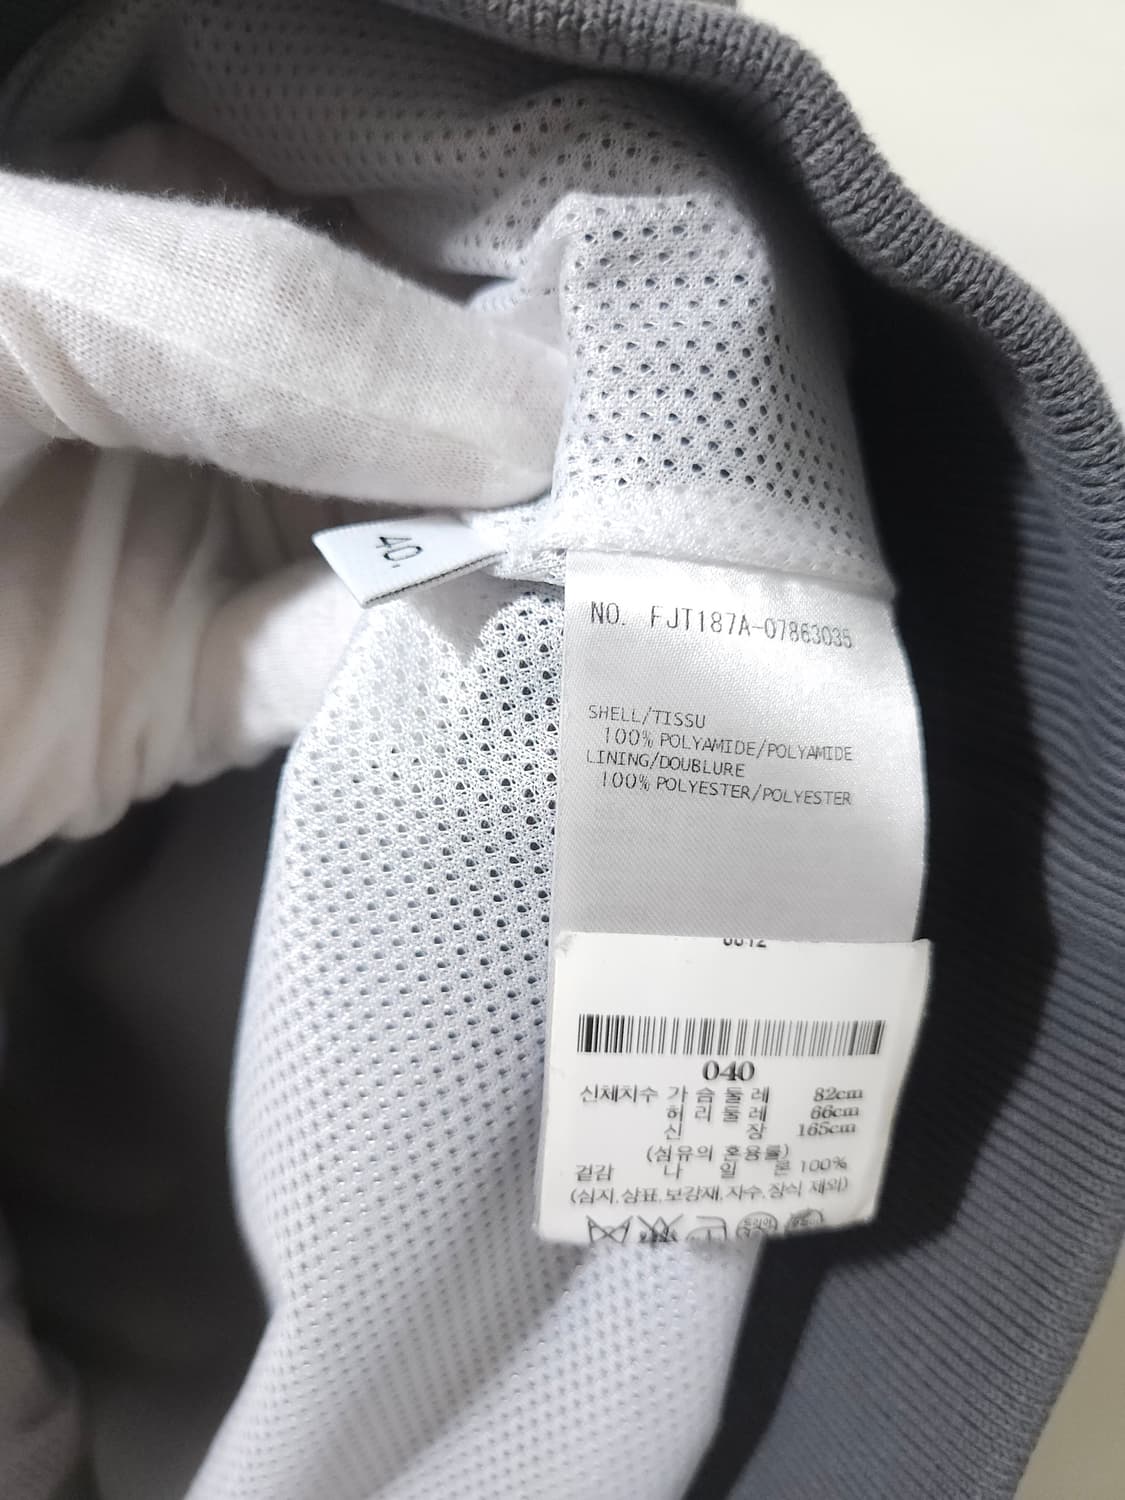 40.
NO. FJT187A-07863035
SHELL/TISSU
100% POLYAMIDE/POLYAMIDE
LINING/DOUBLURE
100% POLYESTER/POLYESTER
040
신체치수 가슴둘레 82cm
허리둘레 66cm
신 장 165cm
(섬유의 혼용률)
겉감 나 일 론 100%
(심지,상표,보강재,자수,장식 제외)